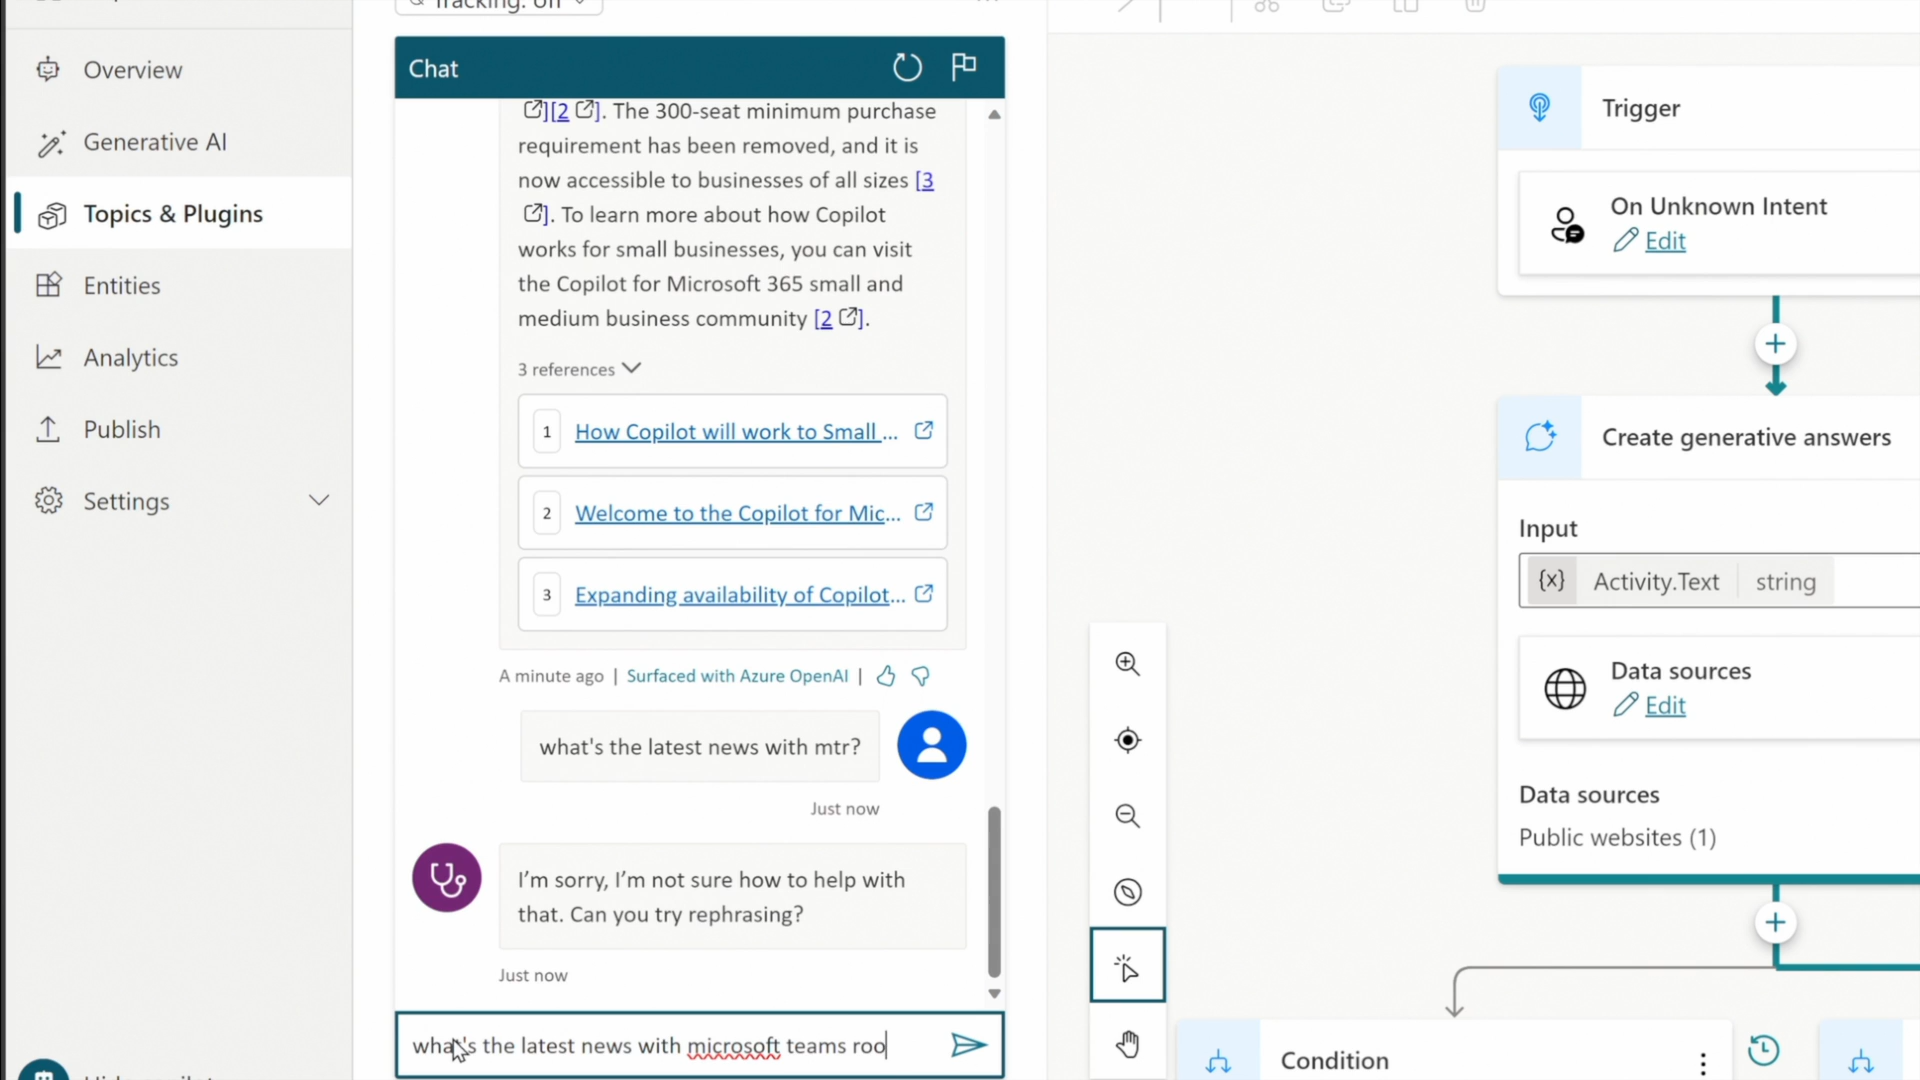 Overview
Generative AI
Topics & Plugins
Entities
Analytics
Publish
Settings
Tracking: off
Chat
][2 ]. The 300-seat minimum purchase
requirement has been removed, and it is
now accessible to businesses of all sizes [3
]. To learn more about how Copilot
works for small businesses, you can visit
the Copilot for Microsoft 365 small and
medium business community [2 ].
3 references
1 How Copilot will work to Small ...
2 Welcome to the Copilot for Mic...
3 Expanding availability of Copilot...
A minute ago | Surfaced with Azure OpenAI |
what's the latest news with mtr?
Just now
I'm sorry, I'm not sure how to help with
that. Can you try rephrasing?
Just now
what's the latest news with microsoft teams roo
Trigger
On Unknown Intent
Edit
Create generative answers
Input
{x} Activity.Text string
Data sources
Edit
Data sources
Public websites (1)
Condition